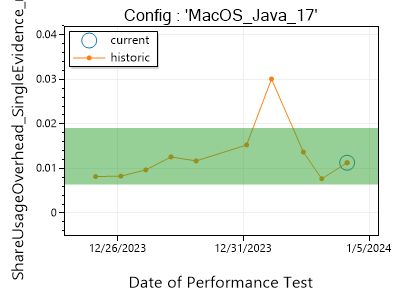 Config : 'MacOS_Java_17'
ShareUsageOverhead_SingleEvidence_
0.04
0.03
0.02
0.01
0
current
historic
12/26/2023
12/31/2023
1/5/2024
Date of Performance Test